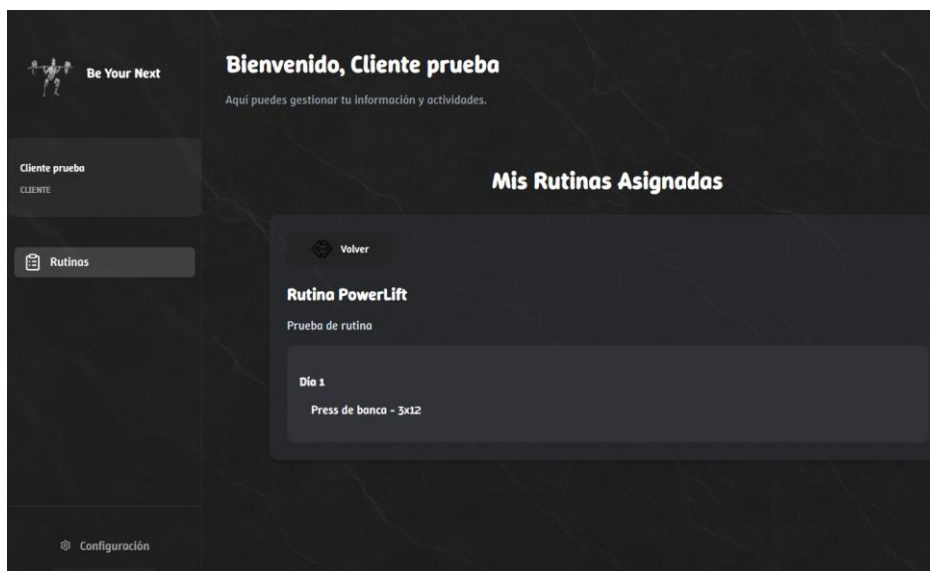 Be Your Next
Bienvenido, Cliente prueba
Aquí puedes gestionar tu información y actividades.
Cliente prueba
CLIENTE
Rutinas
Mis Rutinas Asignadas
Volver
Rutina PowerLift
Prueba de rutina
Día 1
Press de banca - 3x12
Configuración